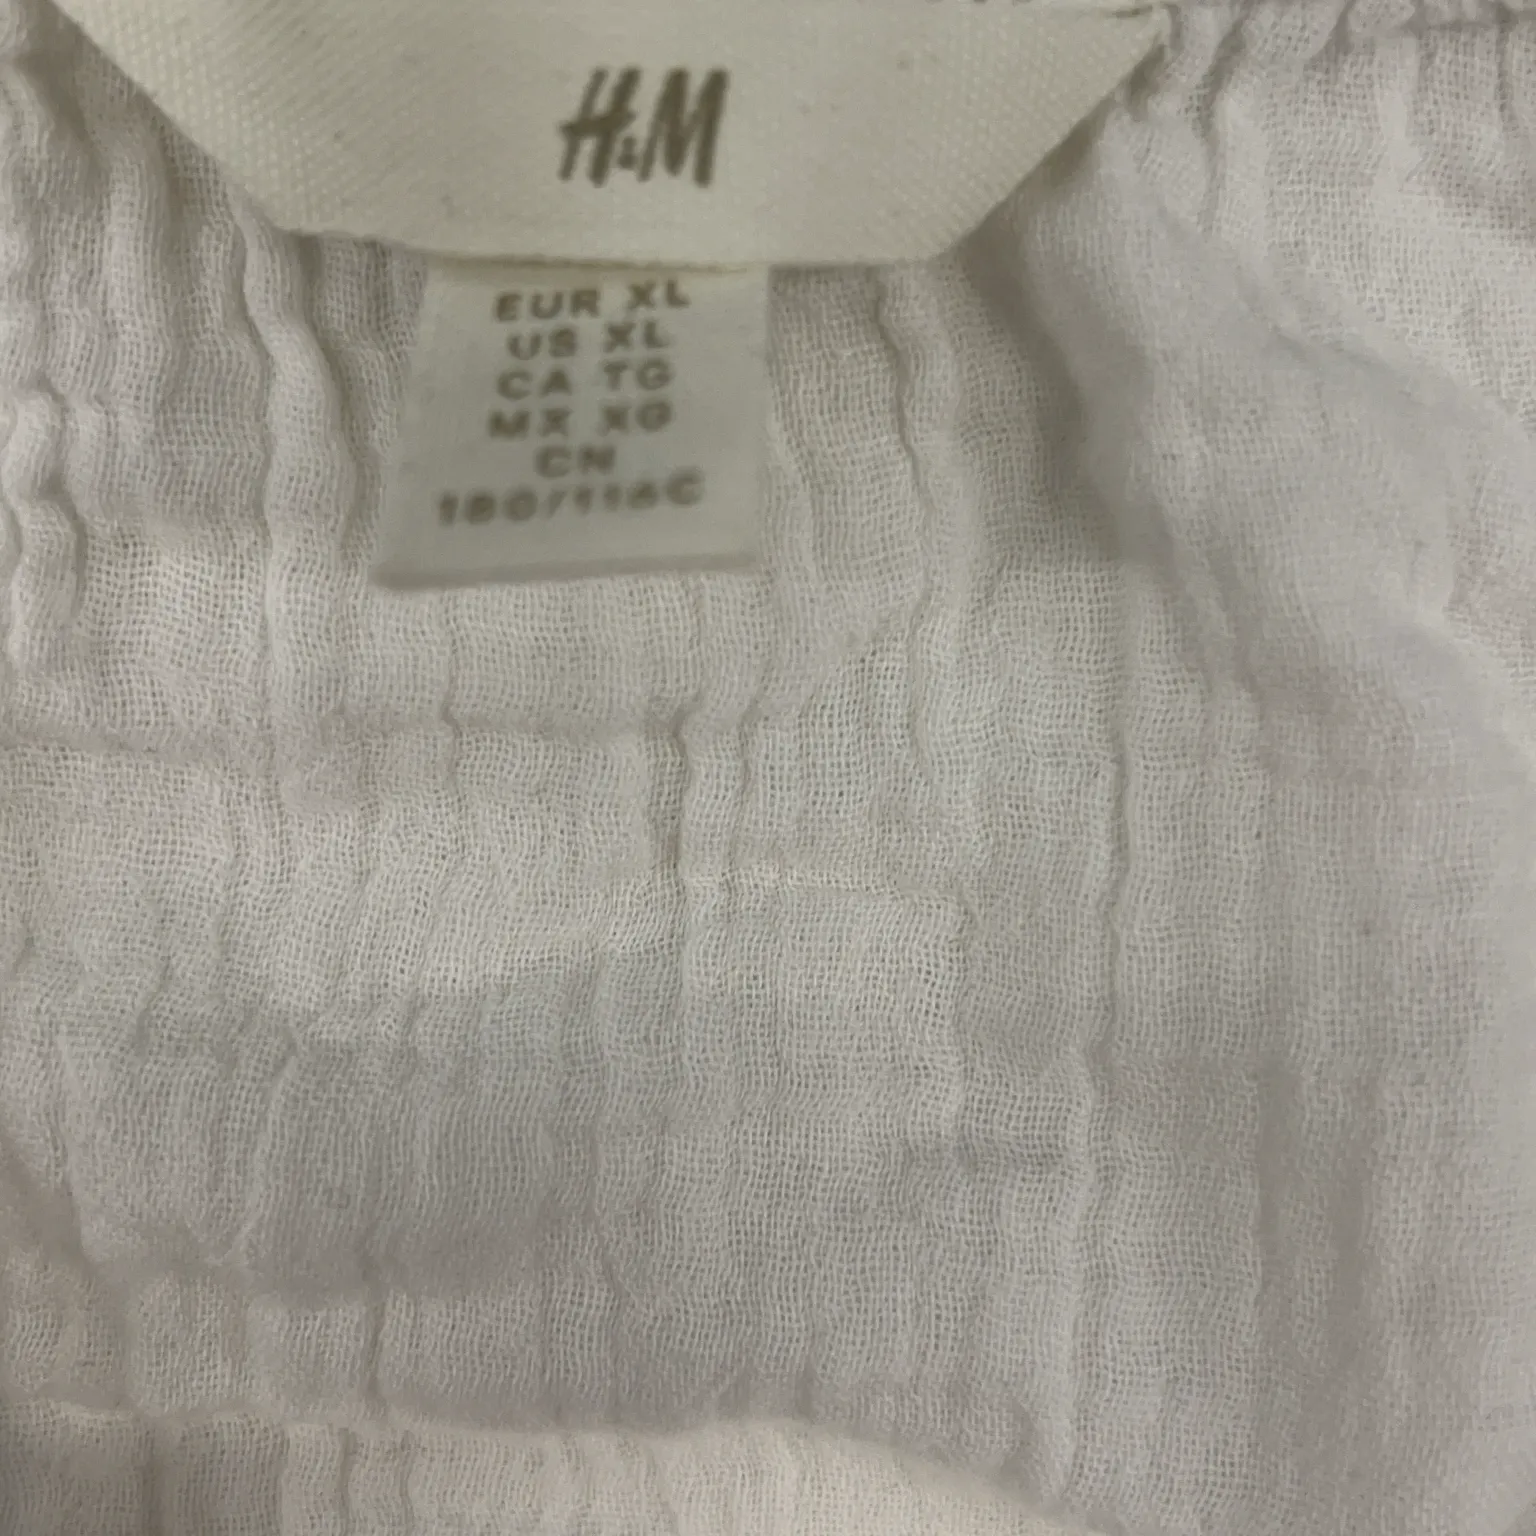 H&M
EUR XL
US XL
CA TG
MX XG
CN
180/116C